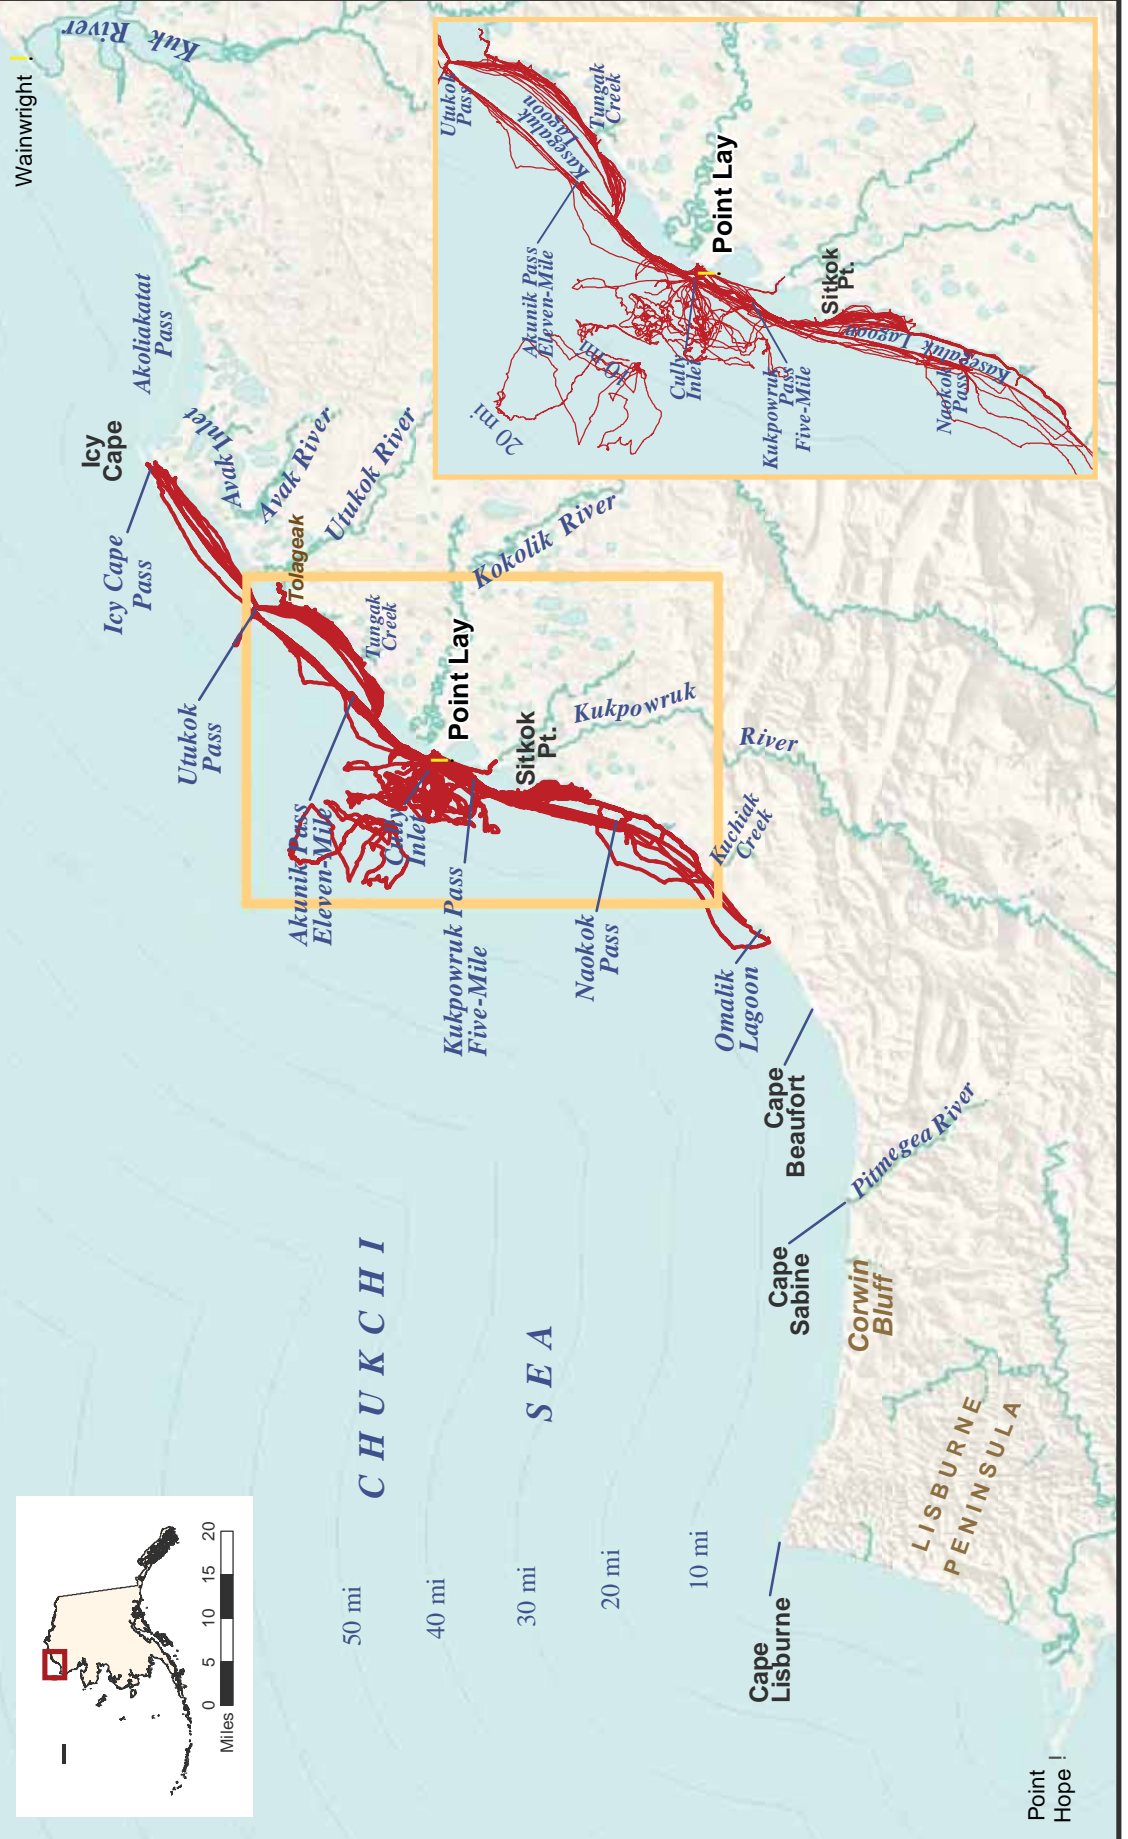 Wainwright !
Kuk River
Akoliakatat
Pass
Icy
Cape
Icy Cape
Pass
Avak Inlet
Avak River
Utukok River
Tolageak
Utukok
Pass
Tungak
Creek
Kokolik River
Point Lay
Akunik Pass
Eleven-Mile
Cully
Inlet
Sitkok
Pt.
Kukpowruk
River
Kukpowruk Pass
Five-Mile
Naokok
Pass
Kuchiak
Creek
Omalik
Lagoon
Cape
Beaufort
Pitmegea River
Cape
Sabine
Corwin
Bluff
CHUKCHI
SEA
LISBURNE
PENINSULA
50 mi
40 mi
30 mi
20 mi
10 mi
Cape
Lisburne
Point
Hope !
0 5 10 15 20
Miles
Utukok
Pass
Kasegaluk
Lagoon
Tungak
Creek
Akunik Pass
Eleven-Mile
Point Lay
20 mi
10 mi
Cully
Inlet
Sitkok
Pt.
Kukpowruk
Pass
Five-Mile
Kasegaluk Lagoon
Naokok
Pass